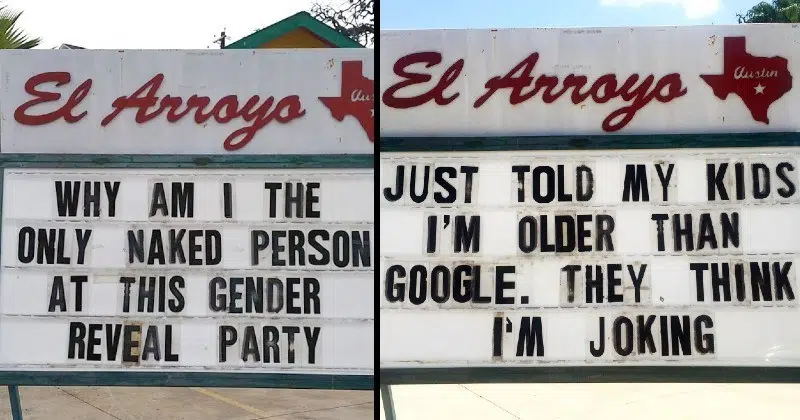 El Arroyo
WHY AM I THE
ONLY NAKED PERSON
AT THIS GENDER
REVEAL PARTY
El Arroyo
Austin
JUST TOLD MY KIDS
I'M OLDER THAN
GOOGLE. THEY THINK
I'M JOKING